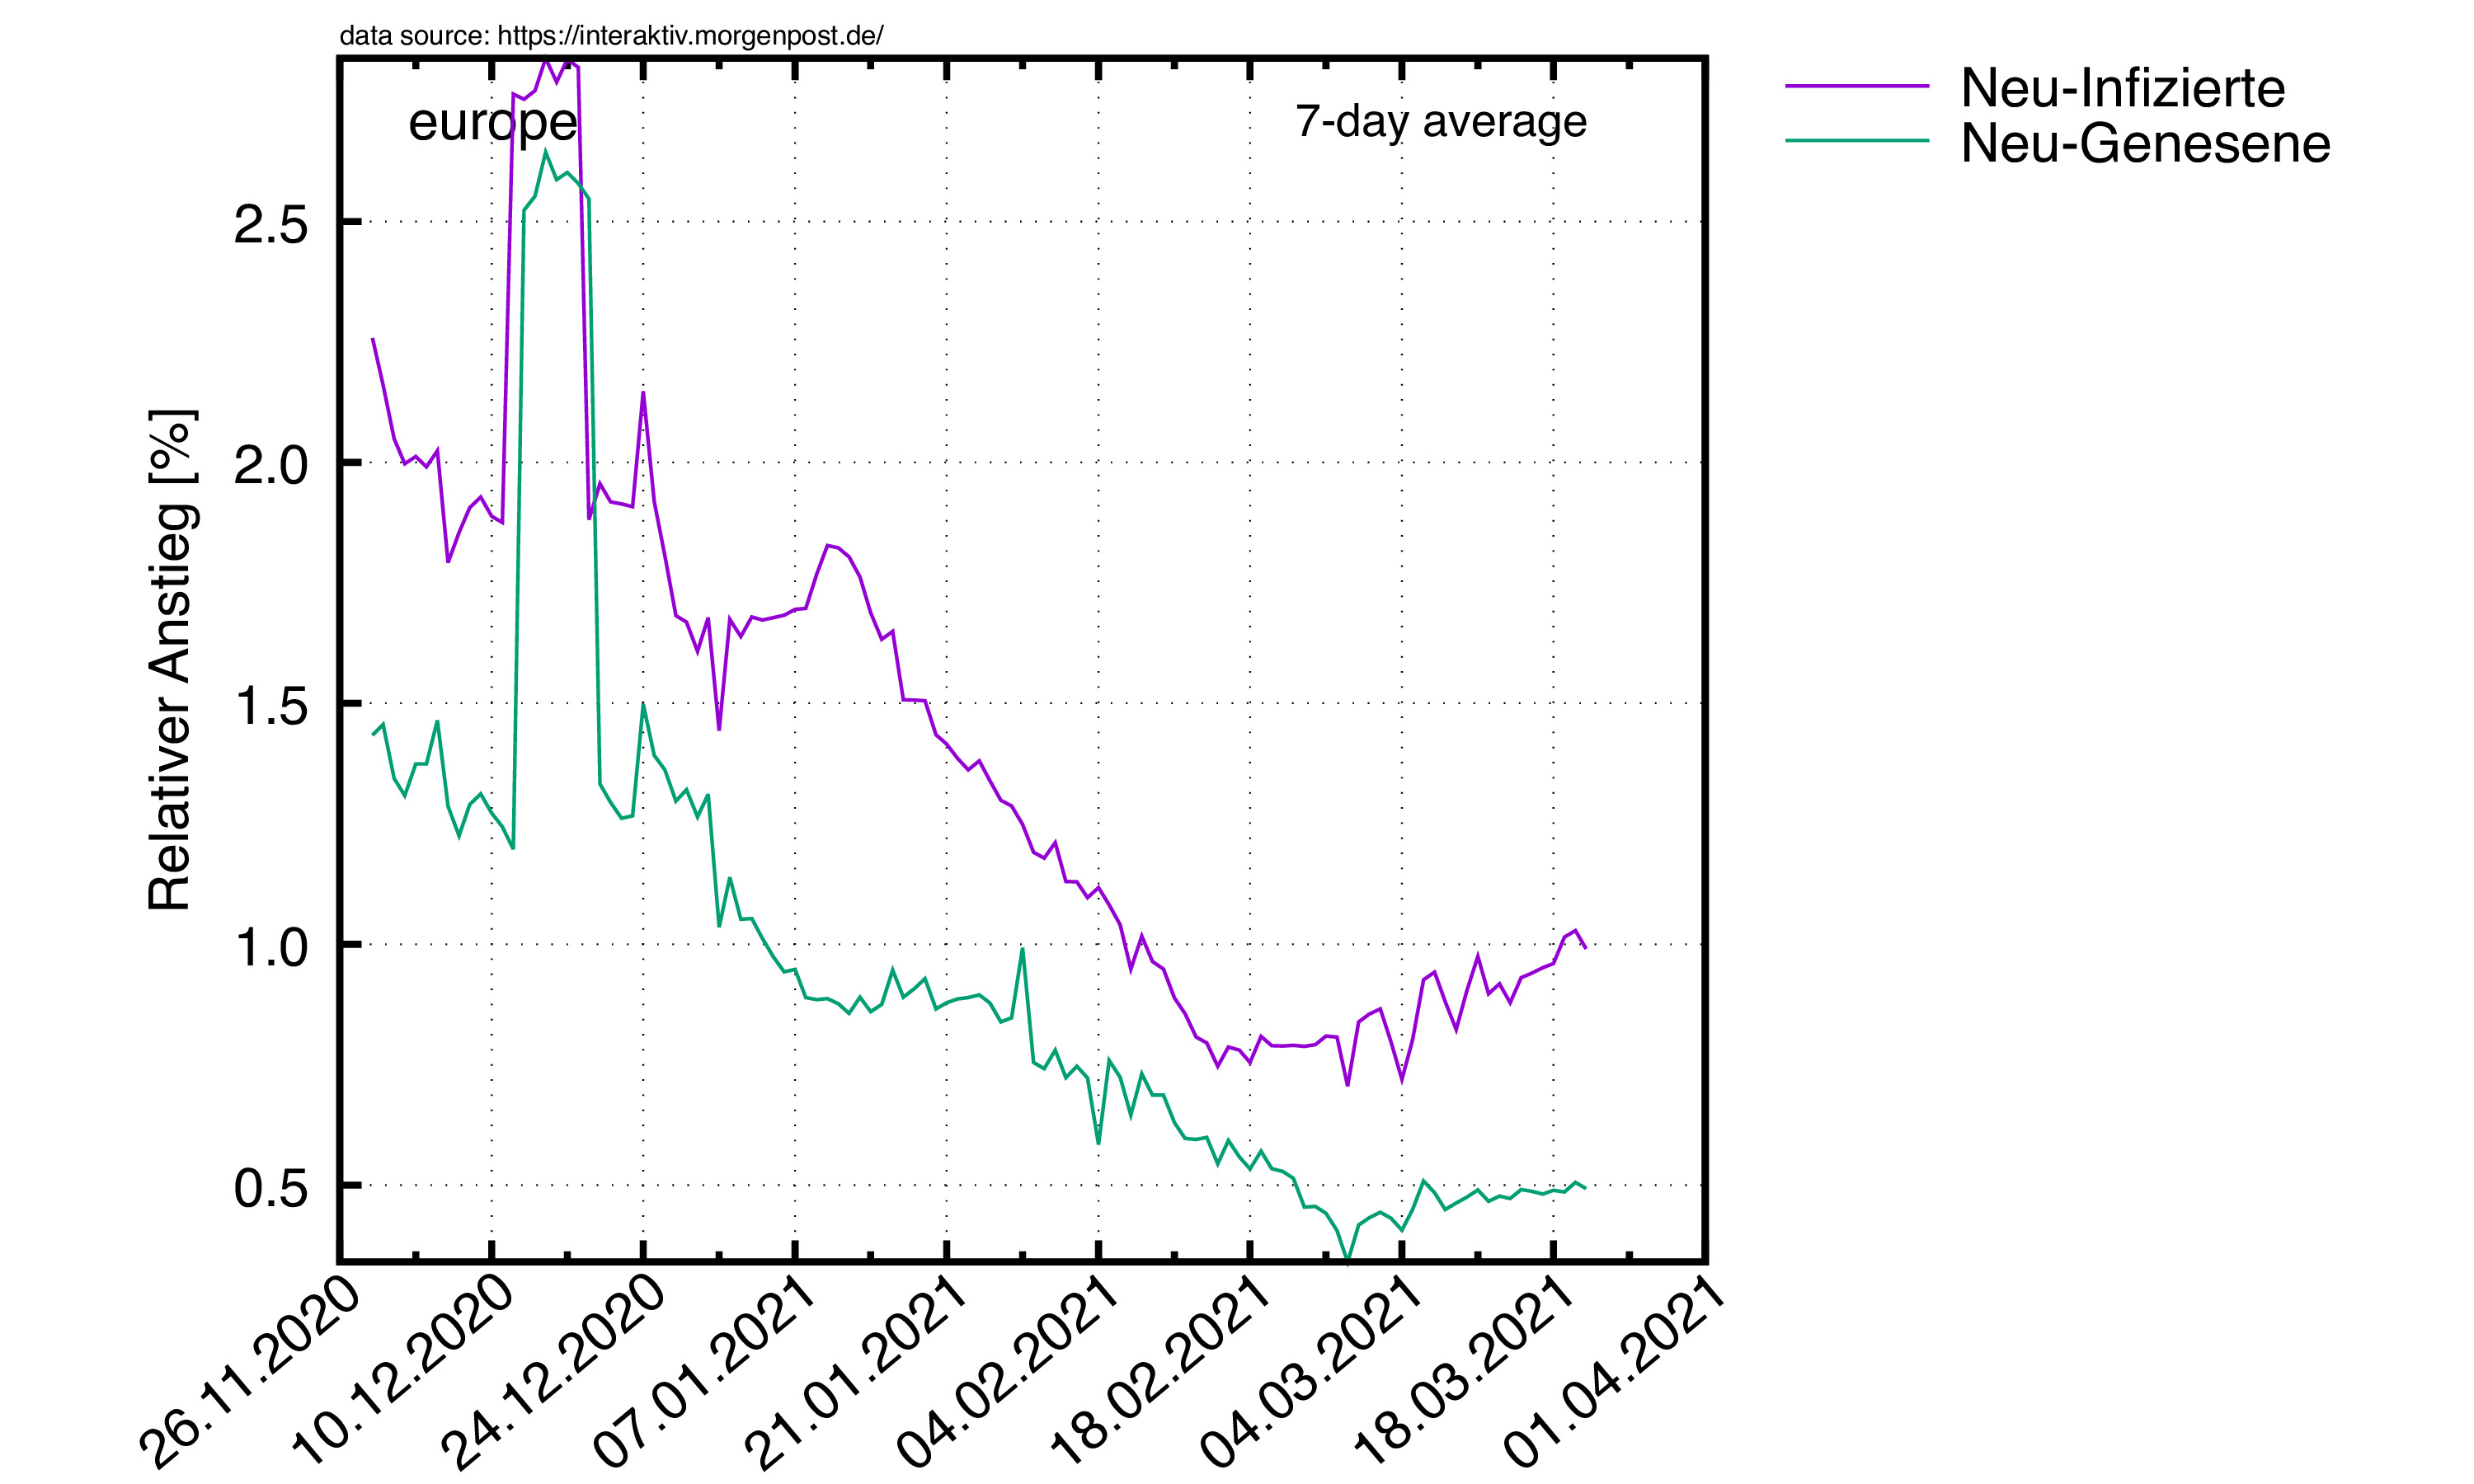 data source: https://interaktiv.morgenpost.de/
europe
7-day average
Neu-Infizierte
Neu-Genesene
Relativer Anstieg [%]
2.5
2.0
1.5
1.0
0.5
26.11.2020
10.12.2020
24.12.2020
07.01.2021
21.01.2021
04.02.2021
18.02.2021
04.03.2021
18.03.2021
01.04.2021